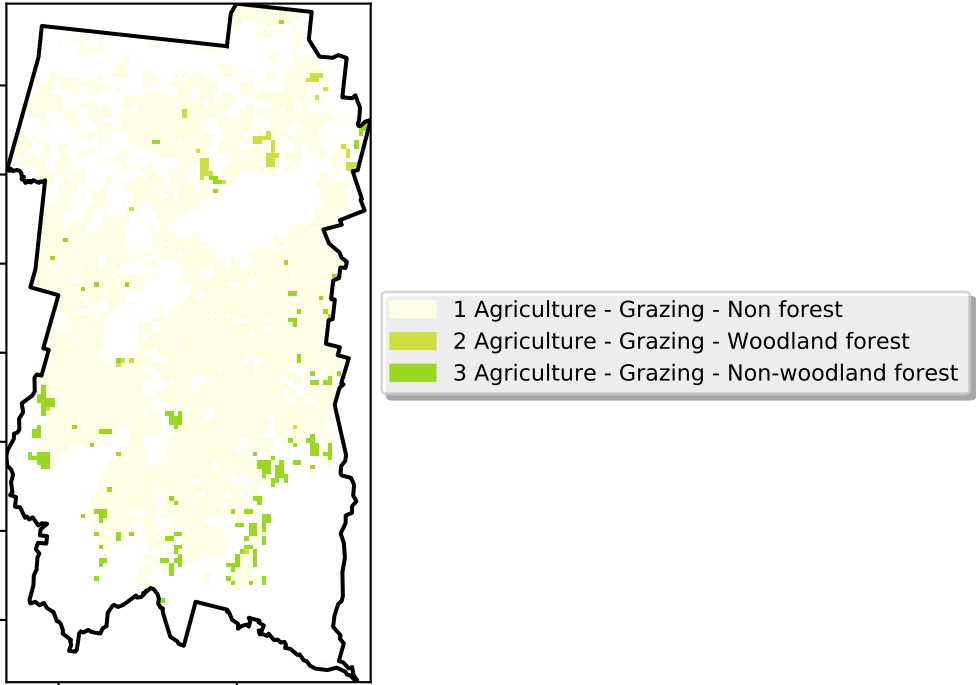 1 Agriculture - Grazing - Non forest
2 Agriculture - Grazing - Woodland forest
3 Agriculture - Grazing - Non-woodland forest